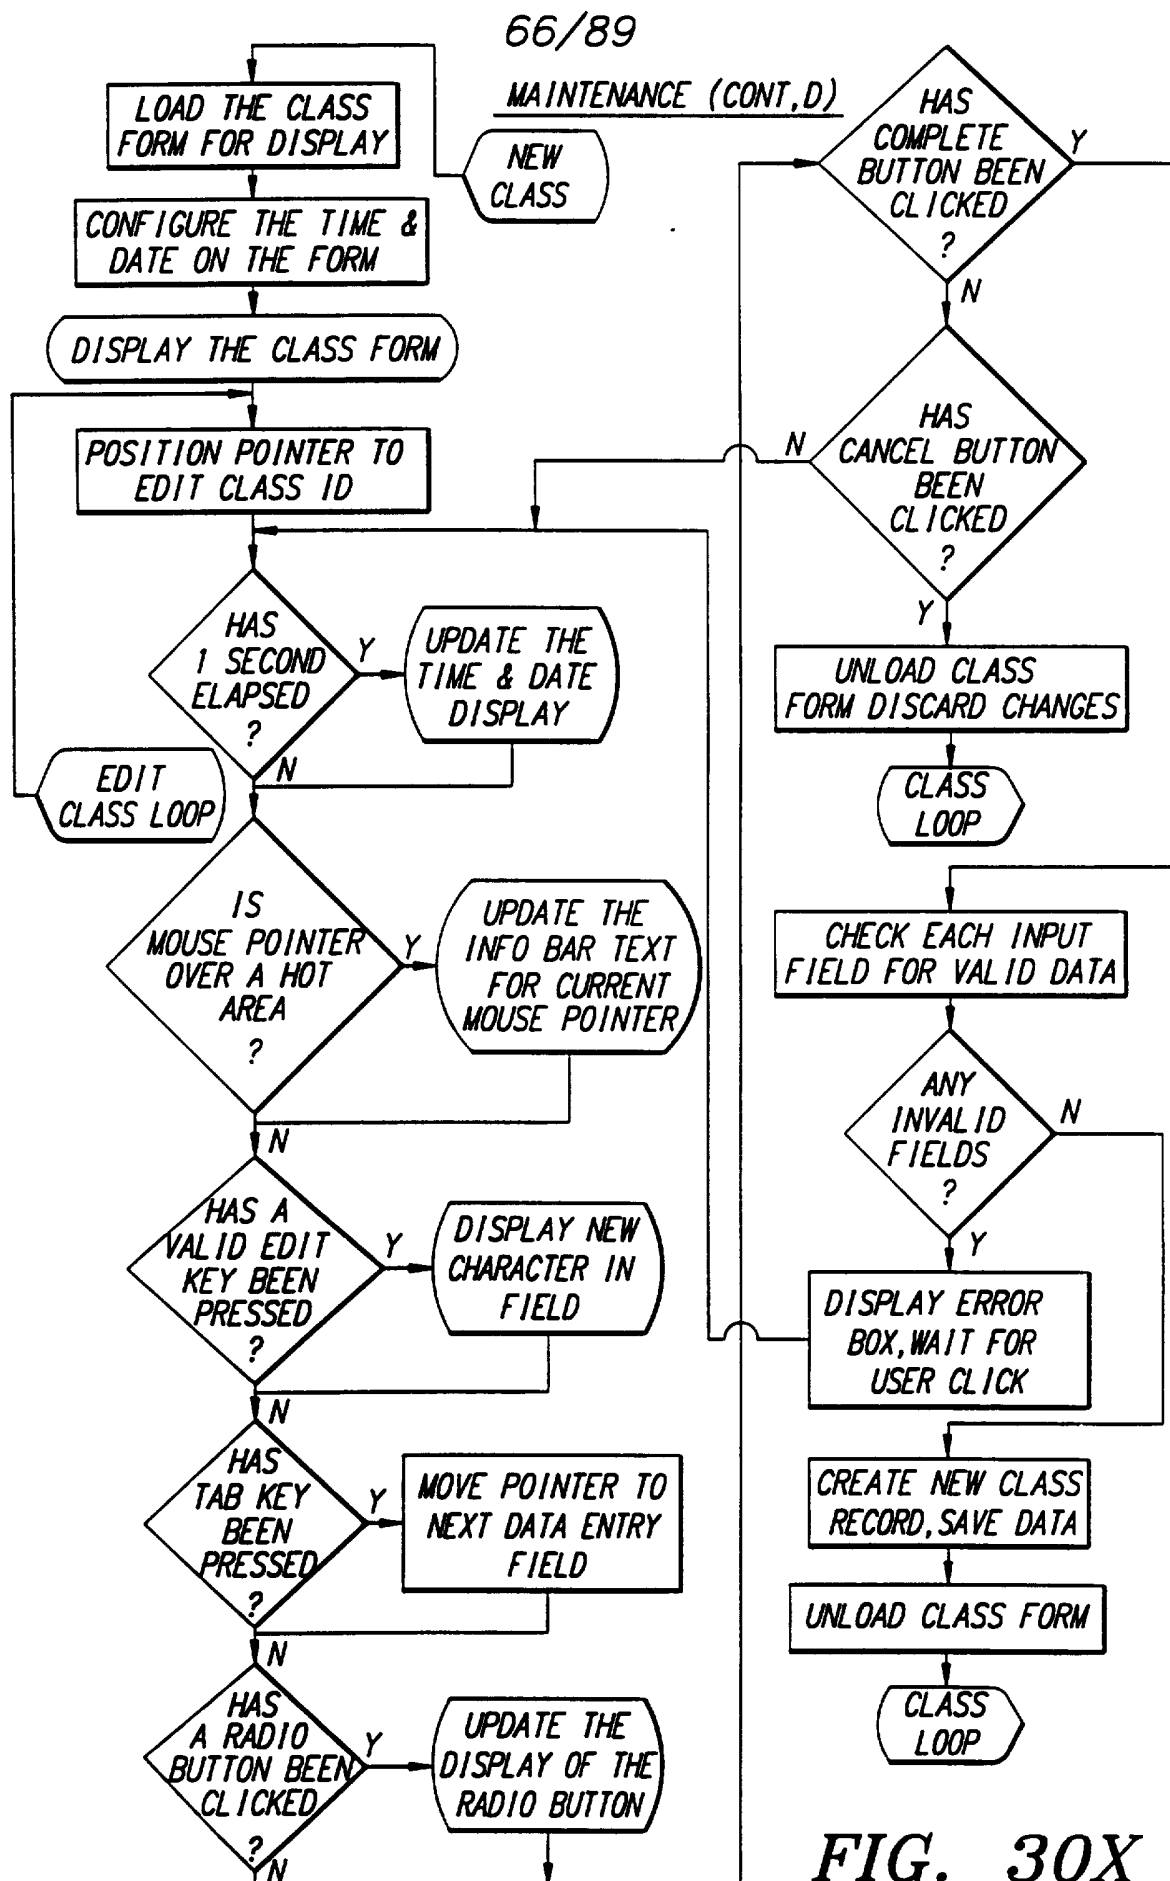 66/89
MAINTENANCE (CONT,D)
NEW
CLASS
LOAD THE CLASS
FORM FOR DISPLAY
CONFIGURE THE TIME &
DATE ON THE FORM
DISPLAY THE CLASS FORM
POSITION POINTER TO
EDIT CLASS ID
HAS
1 SECOND
ELAPSED
?
Y
UPDATE THE
TIME & DATE
DISPLAY
N
EDIT
CLASS LOOP
IS
MOUSE POINTER
OVER A HOT
AREA
?
Y
UPDATE THE
INFO BAR TEXT
FOR CURRENT
MOUSE POINTER
N
HAS A
VALID EDIT
KEY BEEN
PRESSED
?
Y
DISPLAY NEW
CHARACTER IN
FIELD
N
HAS
TAB KEY
BEEN
PRESSED
?
Y
MOVE POINTER TO
NEXT DATA ENTRY
FIELD
N
HAS
A RADIO
BUTTON BEEN
CLICKED
?
Y
UPDATE THE
DISPLAY OF THE
RADIO BUTTON
N
HAS
COMPLETE
BUTTON BEEN
CLICKED
?
Y
N
HAS
CANCEL BUTTON
BEEN
CLICKED
?
N
Y
UNLOAD CLASS
FORM DISCARD CHANGES
CLASS
LOOP
CHECK EACH INPUT
FIELD FOR VALID DATA
ANY
INVALID
FIELDS
?
N
Y
DISPLAY ERROR
BOX,WAIT FOR
USER CLICK
CREATE NEW CLASS
RECORD,SAVE DATA
UNLOAD CLASS FORM
CLASS
LOOP
FIG. 30X